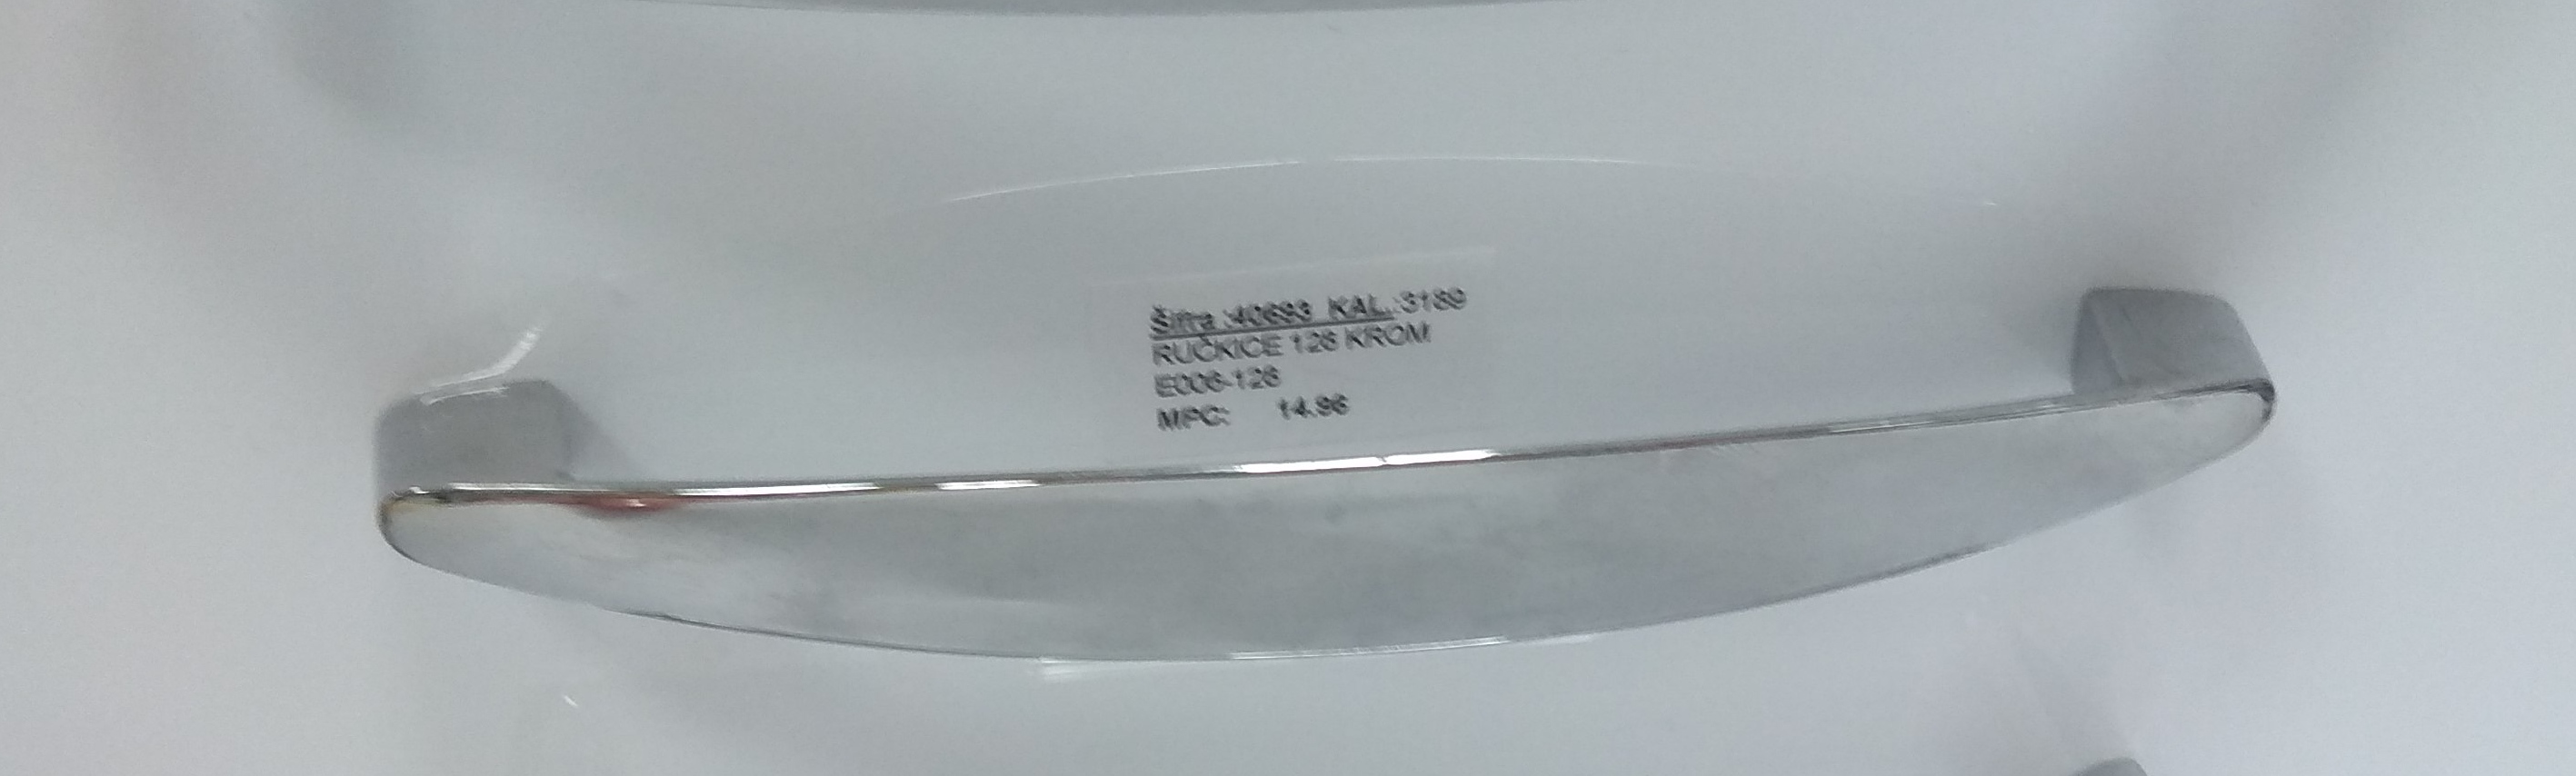 Šifra :40693 KAL.:3189
RUČKICE 128 KROM
E006-128
MPC: 14.96